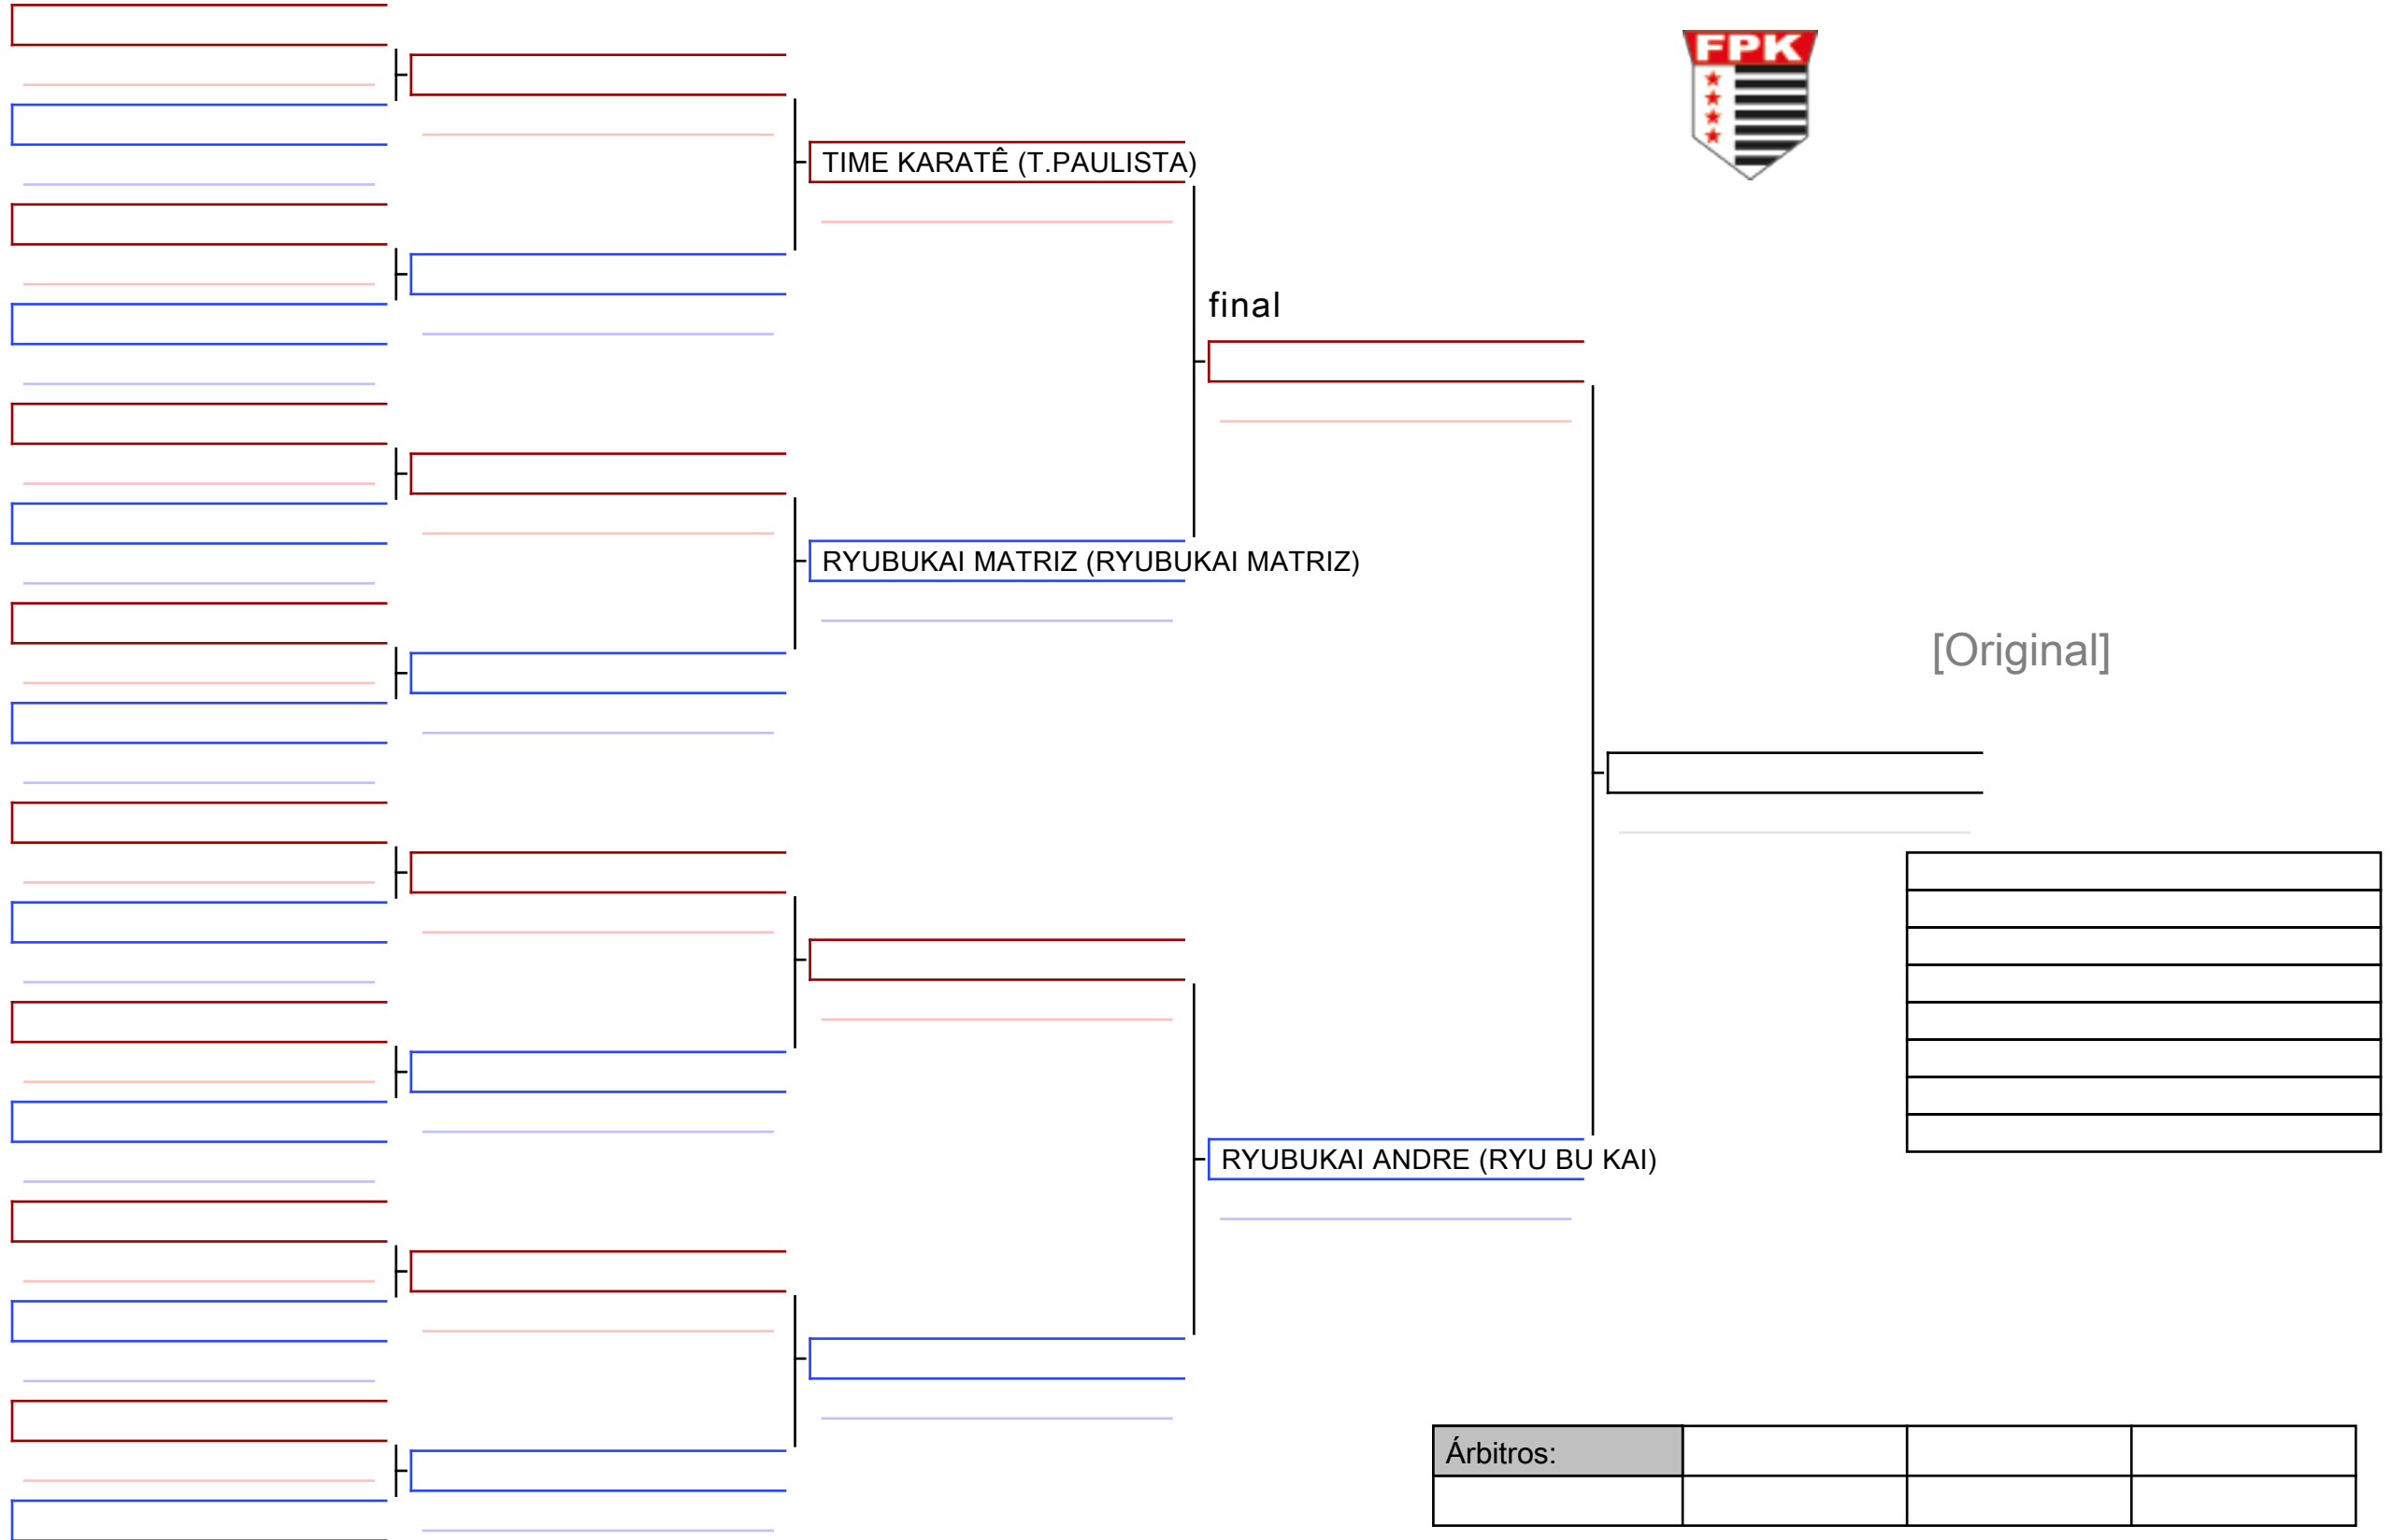 FPK
TIME KARATÊ (T.PAULISTA)
final
RYUBUKAI MATRIZ (RYUBUKAI MATRIZ)
[Original]
RYUBUKAI ANDRE (RYU BU KAI)
Árbitros: